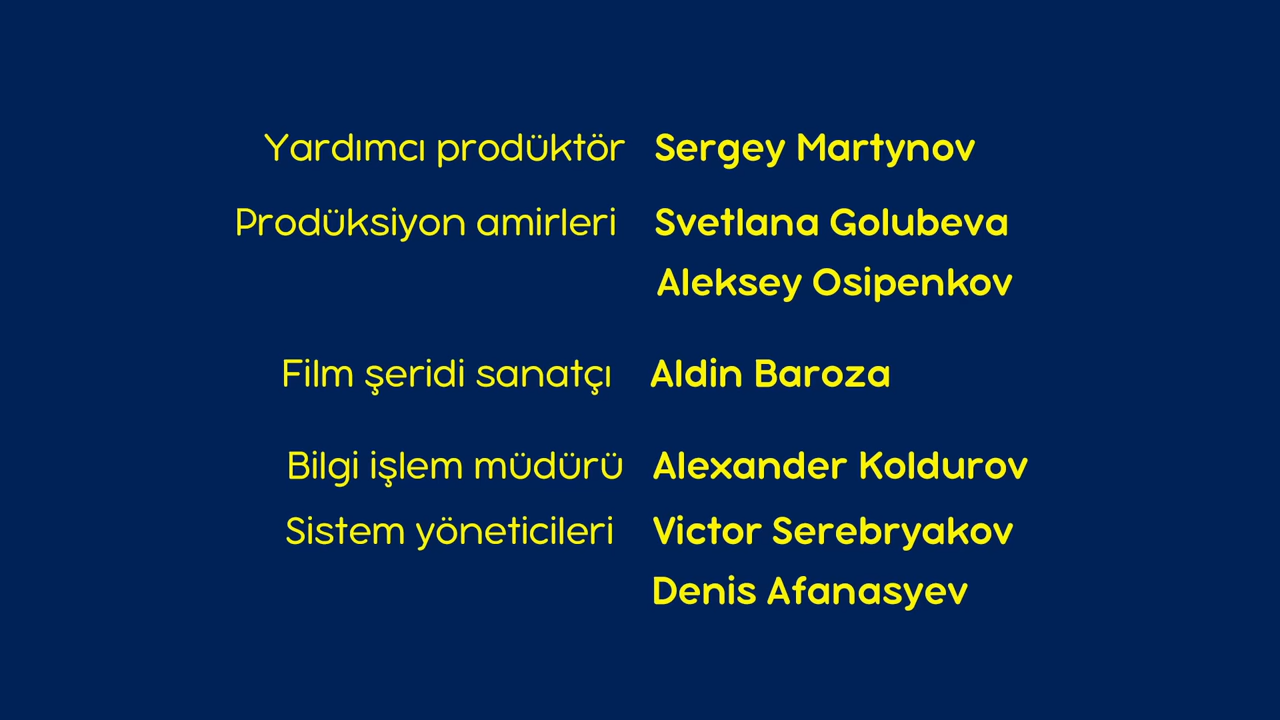 Yardımcı prodüktör Sergey Martynov
Prodüksiyon amirleri Svetlana Golubeva
Aleksey Osipenkov
Film şeridi sanatçı Aldin Baroza
Bilgi işlem müdürü Alexander Koldurov
Sistem yöneticileri Victor Serebryakov
Denis Afanasyev